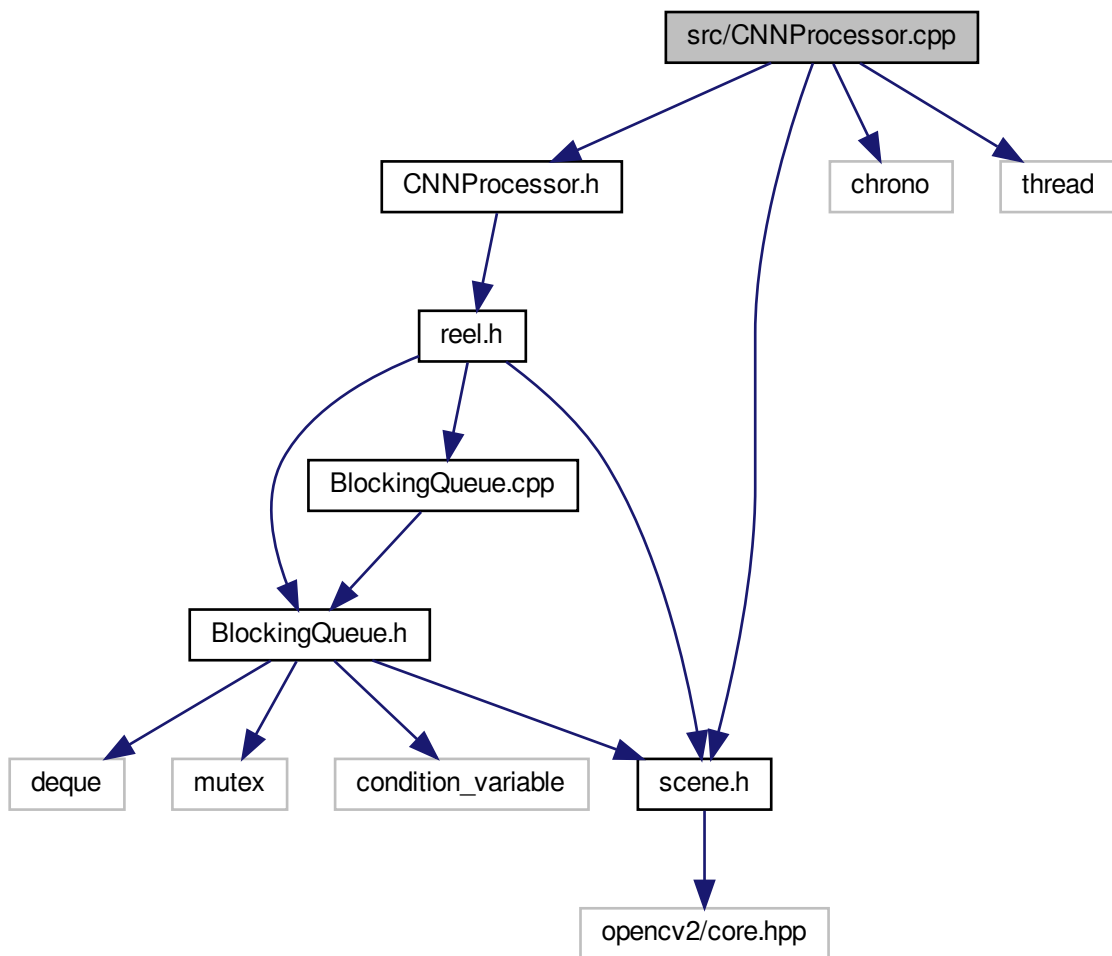 src/CNNProcessor.cpp
CNNProcessor.h
chrono
thread
reel.h
BlockingQueue.cpp
BlockingQueue.h
deque
mutex
condition_variable
scene.h
opencv2/core.hpp